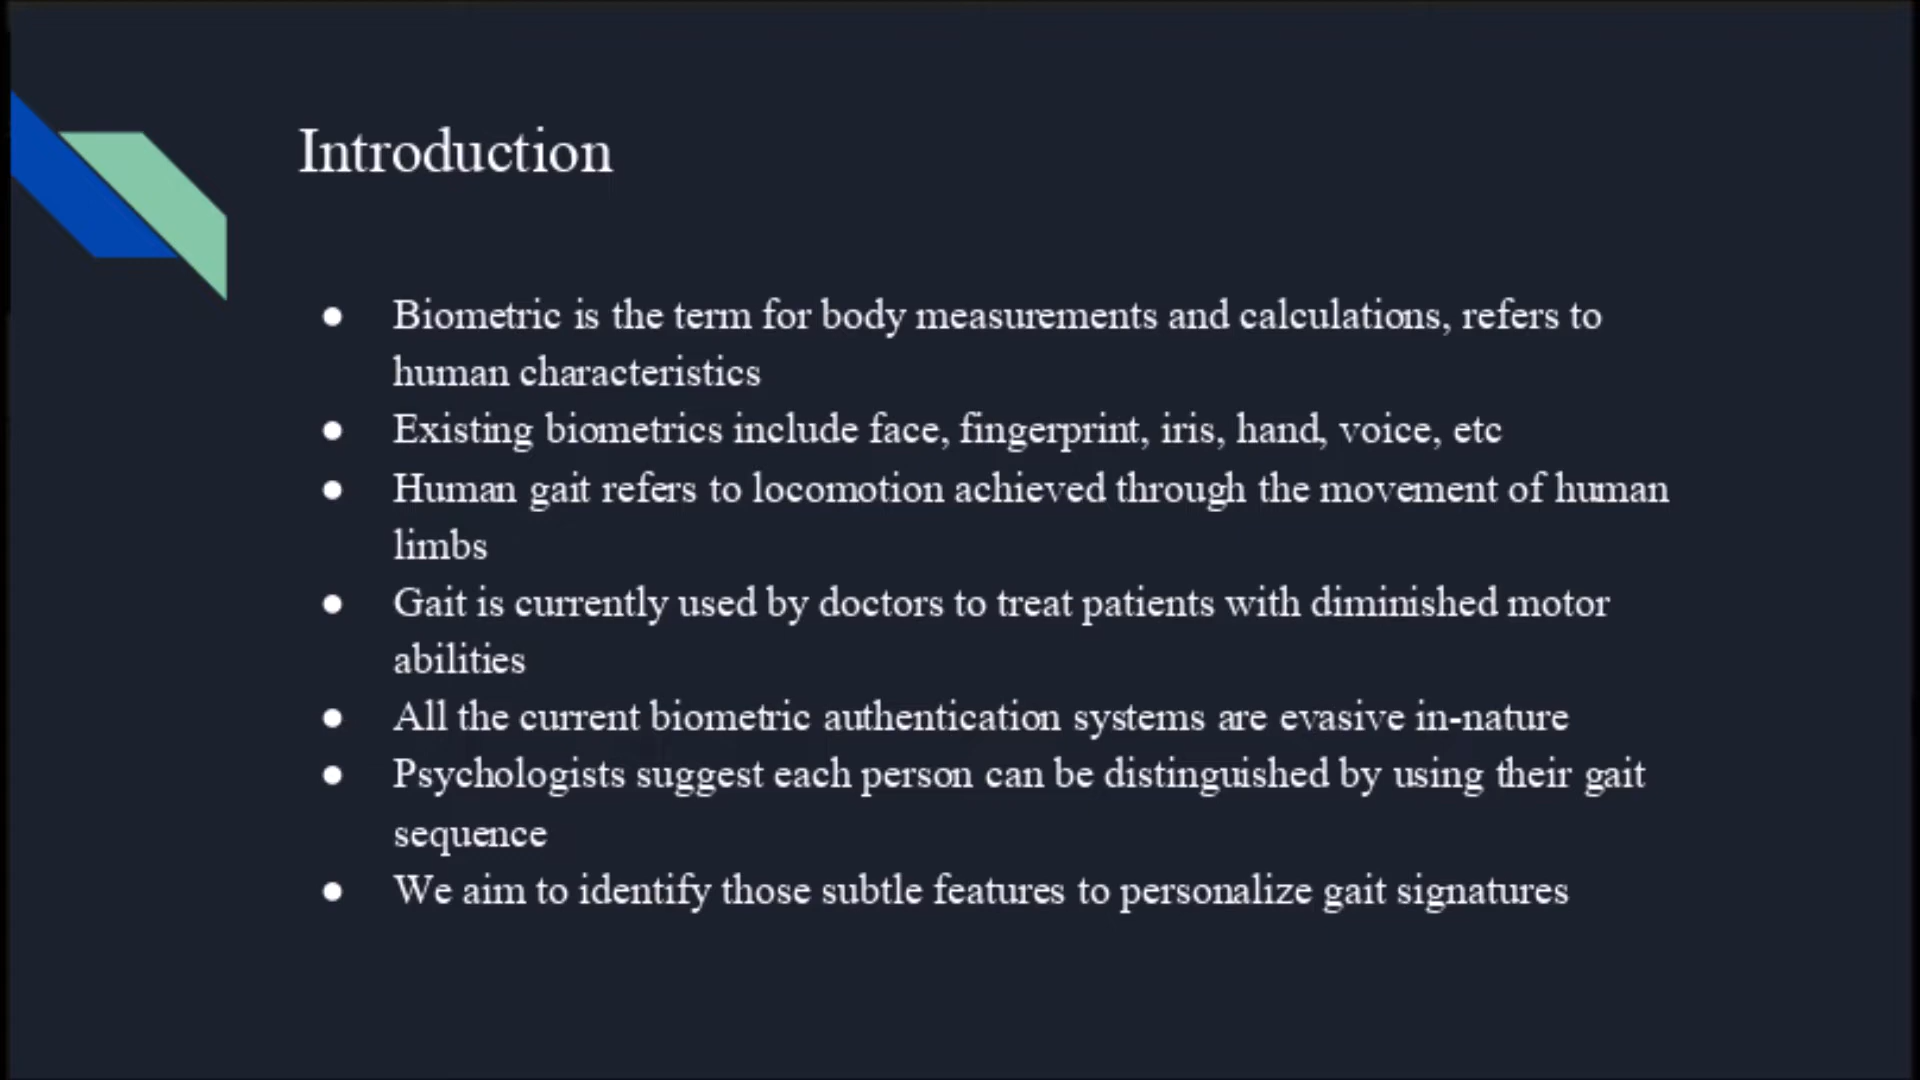 Introduction
● Biometric is the term for body measurements and calculations, refers to
human characteristics
● Existing biometrics include face, fingerprint, iris, hand, voice, etc
● Human gait refers to locomotion achieved through the movement of human
limbs
● Gait is currently used by doctors to treat patients with diminished motor
abilities
● All the current biometric authentication systems are evasive in-nature
● Psychologists suggest each person can be distinguished by using their gait
sequence
● We aim to identify those subtle features to personalize gait signatures